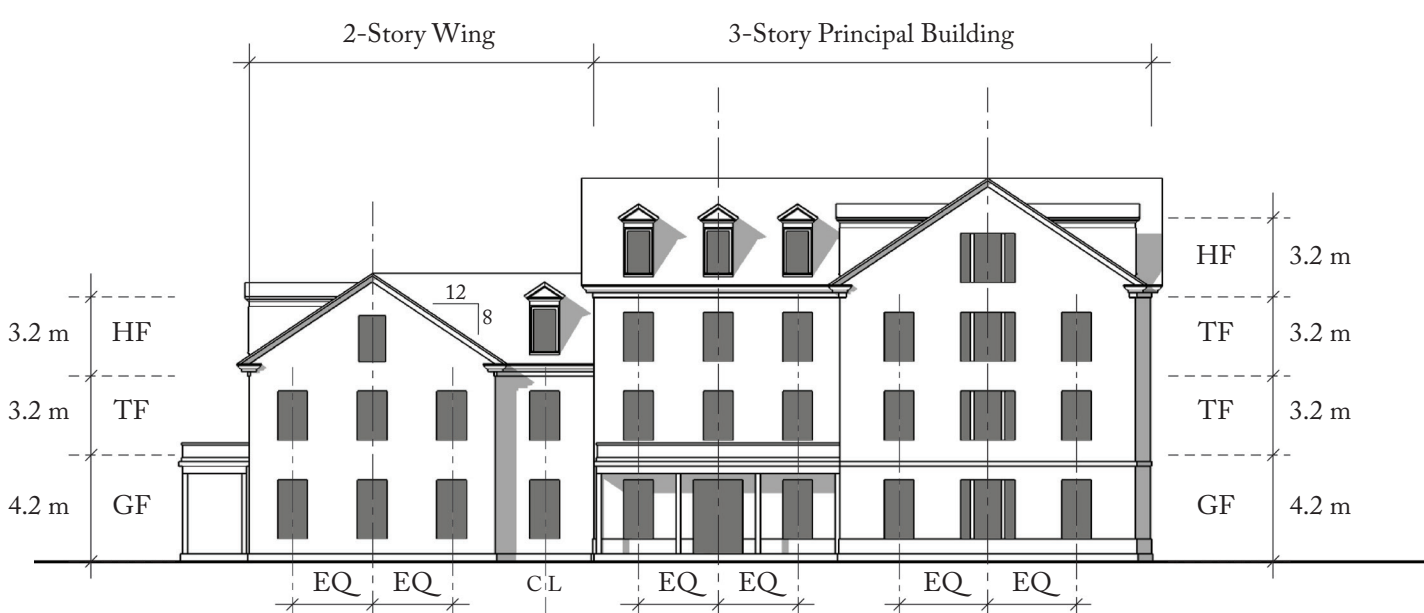 2-Story Wing
3-Story Principal Building
12
8
3.2 m HF
3.2 m TF
4.2 m GF
HF 3.2 m
TF 3.2 m
TF 3.2 m
GF 4.2 m
EQ EQ CL EQ EQ EQ EQ